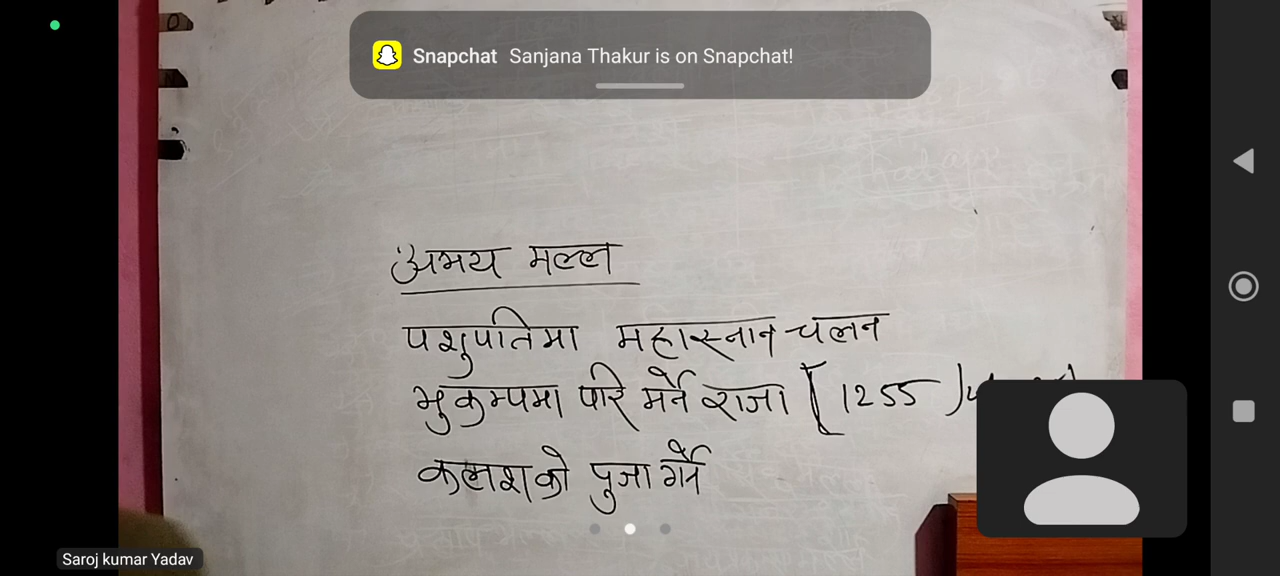 Snapchat Sanjana Thakur is on Snapchat!
अभय मल्ल
पशुपतिमा महास्नान चलन
भुकम्पमा परि मर्ने राजा (1255)
कलशको पुजा गर्ने
Saroj kumar Yadav